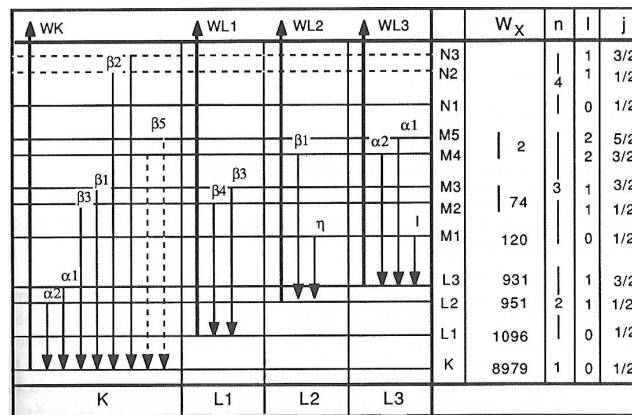 WK WL1 WL2 WL3 W_X n l j
N3 1 3/2
β2 N2 4 1 1/2
N1 0 1/2
β5 α1 M5 2 5/2
β1 α2 M4 2 2 3/2
β1 β3 M3 3 1 3/2
β3 β4 M2 74 1 1/2
η l M1 120 0 1/2
α1 L3 931 1 3/2
α2 L2 951 2 1 1/2
L1 1096 0 1/2
K 8979 1 0 1/2
K L1 L2 L3